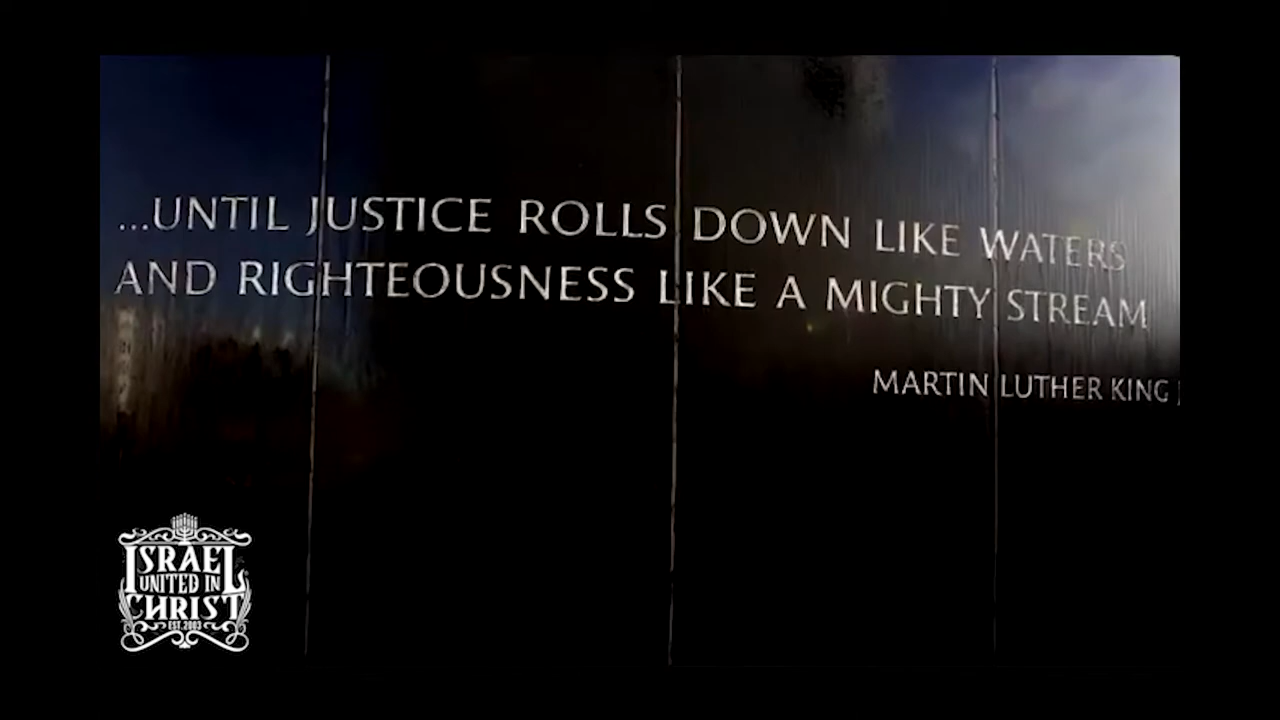 ...UNTIL JUSTICE ROLLS DOWN LIKE WATERS
AND RIGHTEOUSNESS LIKE A MIGHTY STREAM
MARTIN LUTHER KING
ISRAEL
UNITED IN
CHRIST
EST. 2003